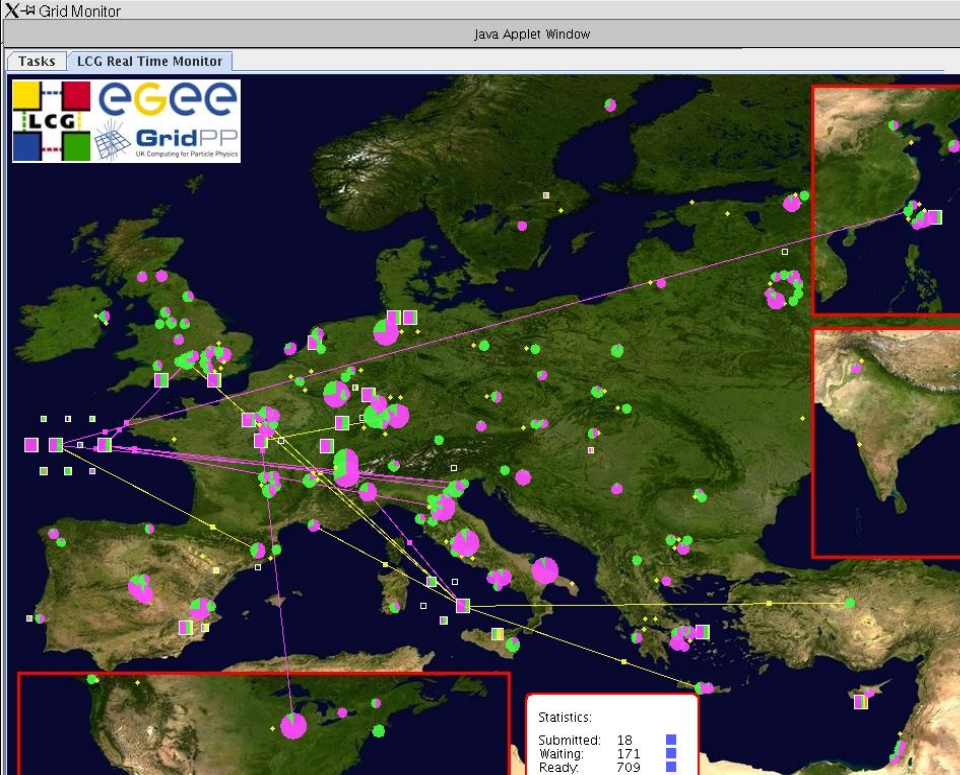 Grid Monitor
Java Applet Window
Tasks
LCG Real Time Monitor
LCG
egee
GridPP
UK Computing for Particle Physics
Statistics:
Submitted: 18
Waiting: 171
Ready: 709